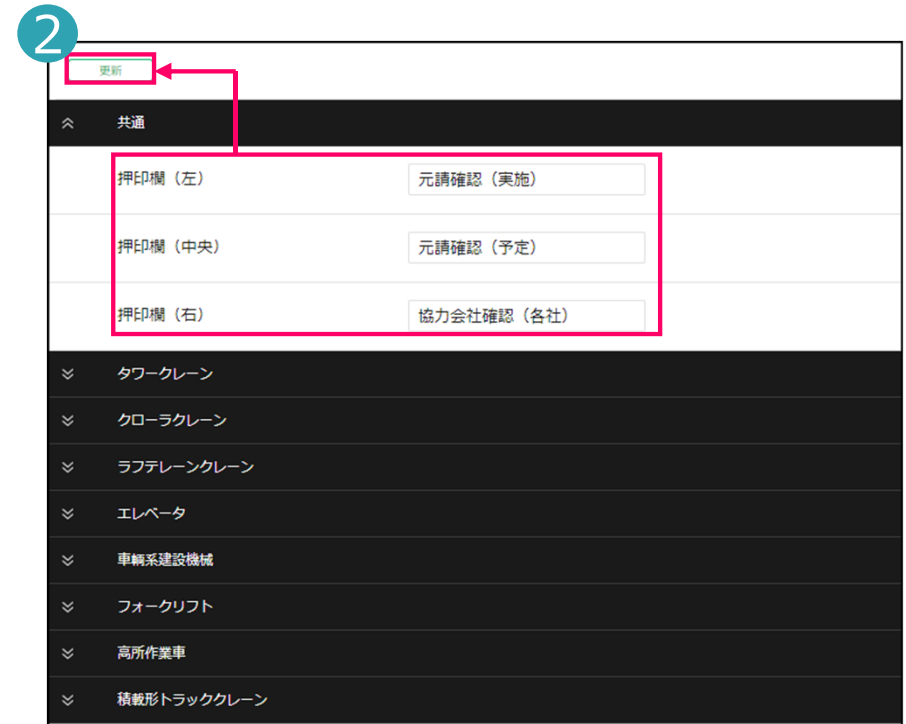 2
更新
共通
押印欄（左） 元請確認（実施）
押印欄（中央） 元請確認（予定）
押印欄（右） 協力会社確認（各社）
タワークレーン
クローラクレーン
ラフテレーンクレーン
エレベータ
車輌系建設機械
フォークリフト
高所作業車
積載形トラッククレーン